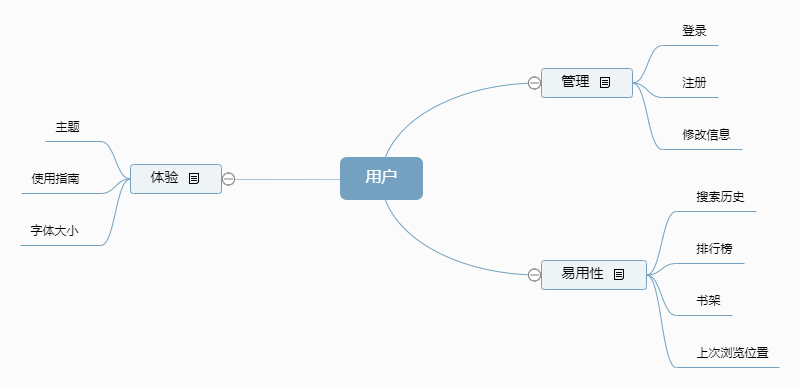 用户
管理
登录
注册
修改信息
易用性
搜索历史
排行榜
书架
上次浏览位置
体验
主题
使用指南
字体大小